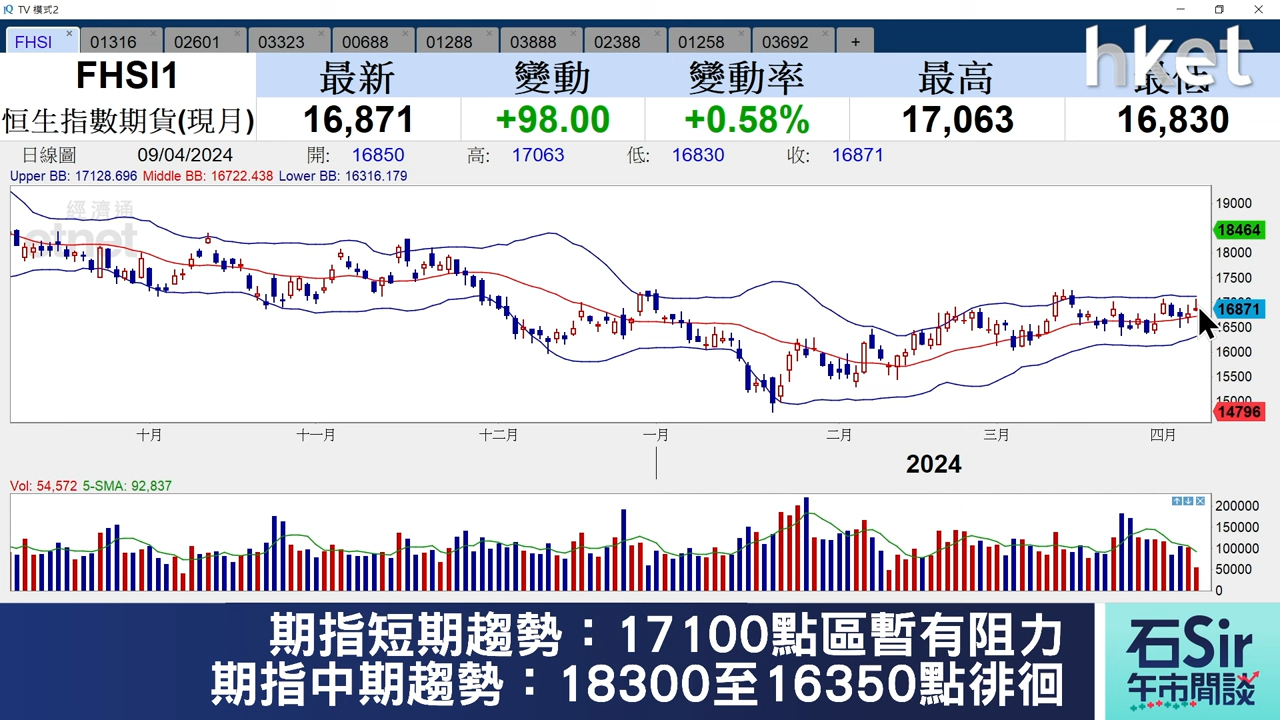 TV 模式2
FHSI 01316 02601 03323 00688 01288 03888 02388 01258 03692 +
hket
FHSI1 最新 變動 變動率 最高 最低
恒生指數期貨(現月) 16,871 +98.00 +0.58% 17,063 16,830
日線圖 09/04/2024 開: 16850 高: 17063 低: 16830 收: 16871
Upper BB: 17128.696 Middle BB: 16722.438 Lower BB: 16316.179
經濟通
etnet
19000
18464
18000
17500
16871
16500
16000
15500
15000
14796
十月 十一月 十二月 一月 二月 三月 四月
2024
Vol: 54,572 5-SMA: 92,837
200000
150000
100000
50000
0
期指短期趨勢：17100點區暫有阻力
期指中期趨勢：18300至16350點徘徊
石Sir
午市閒談